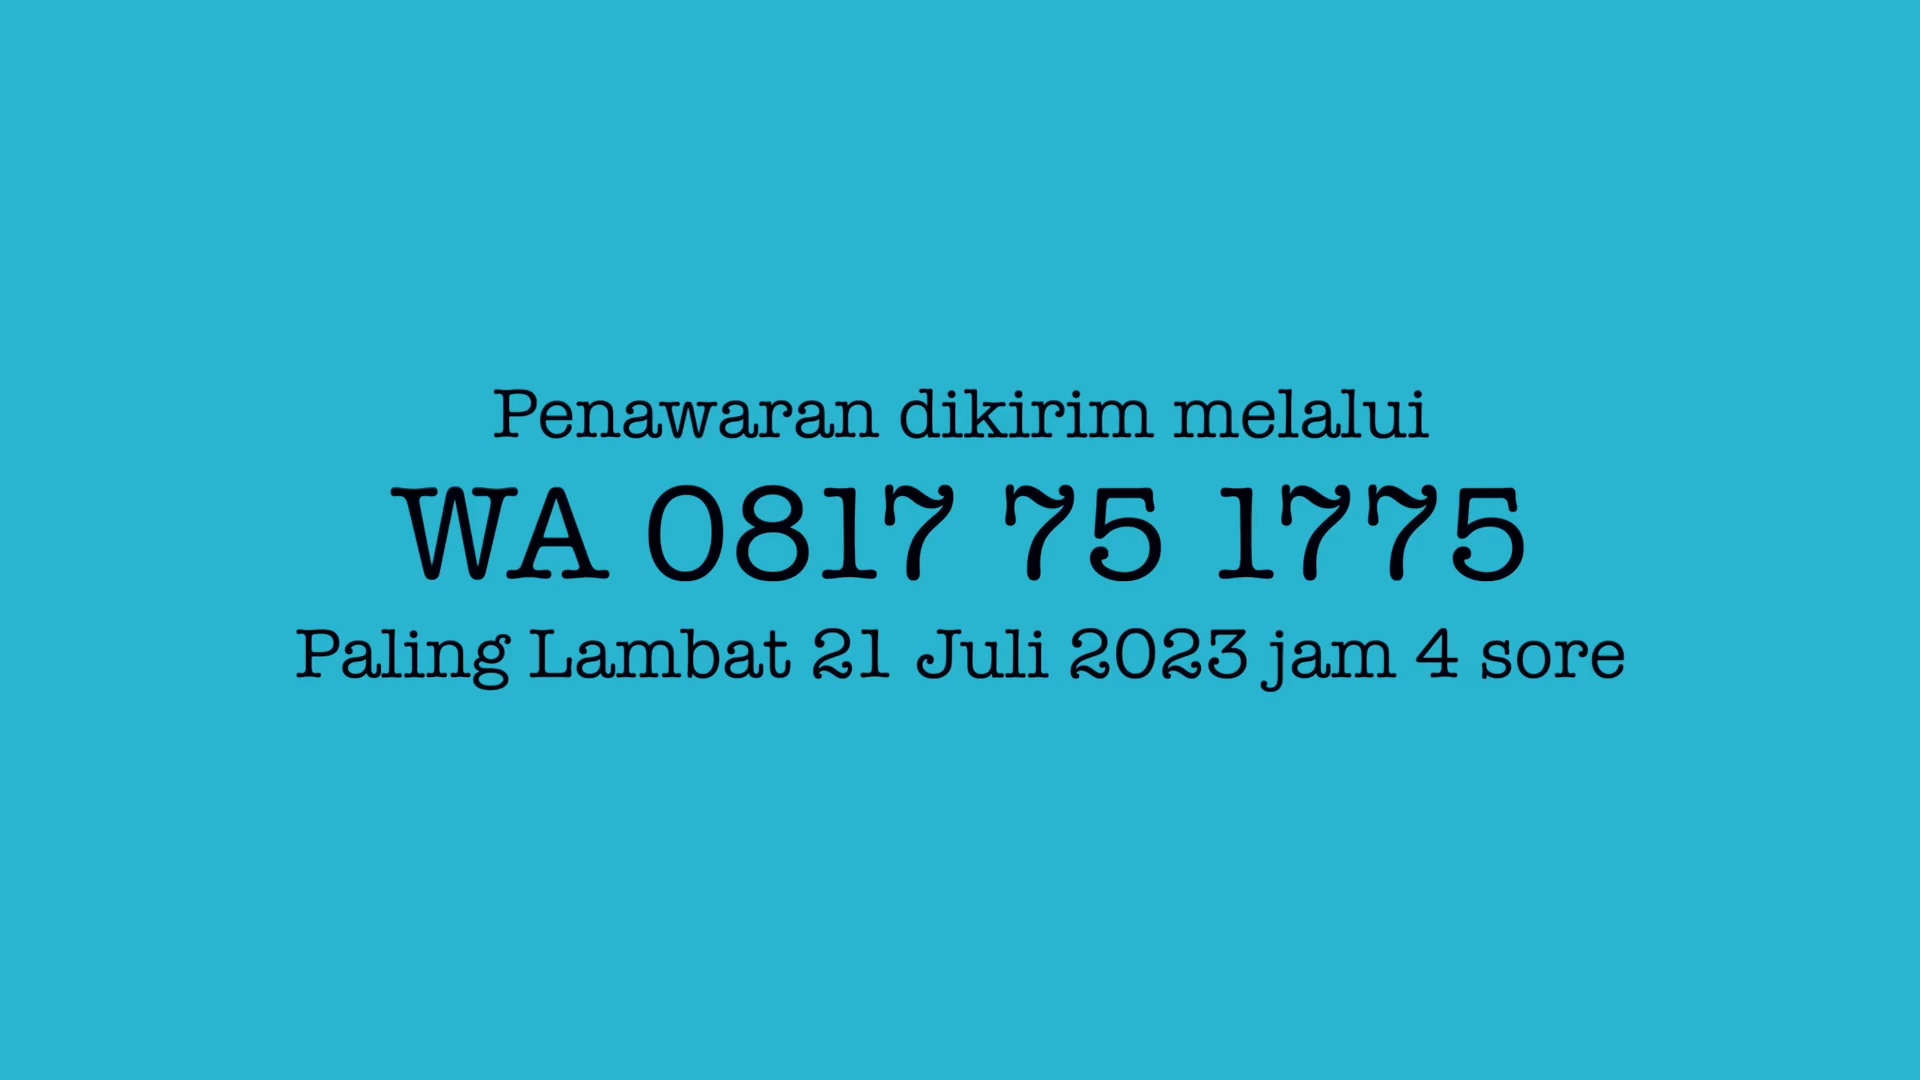 Penawaran dikirim melalui
WA 0817 75 1775
Paling Lambat 21 Juli 2023 jam 4 sore